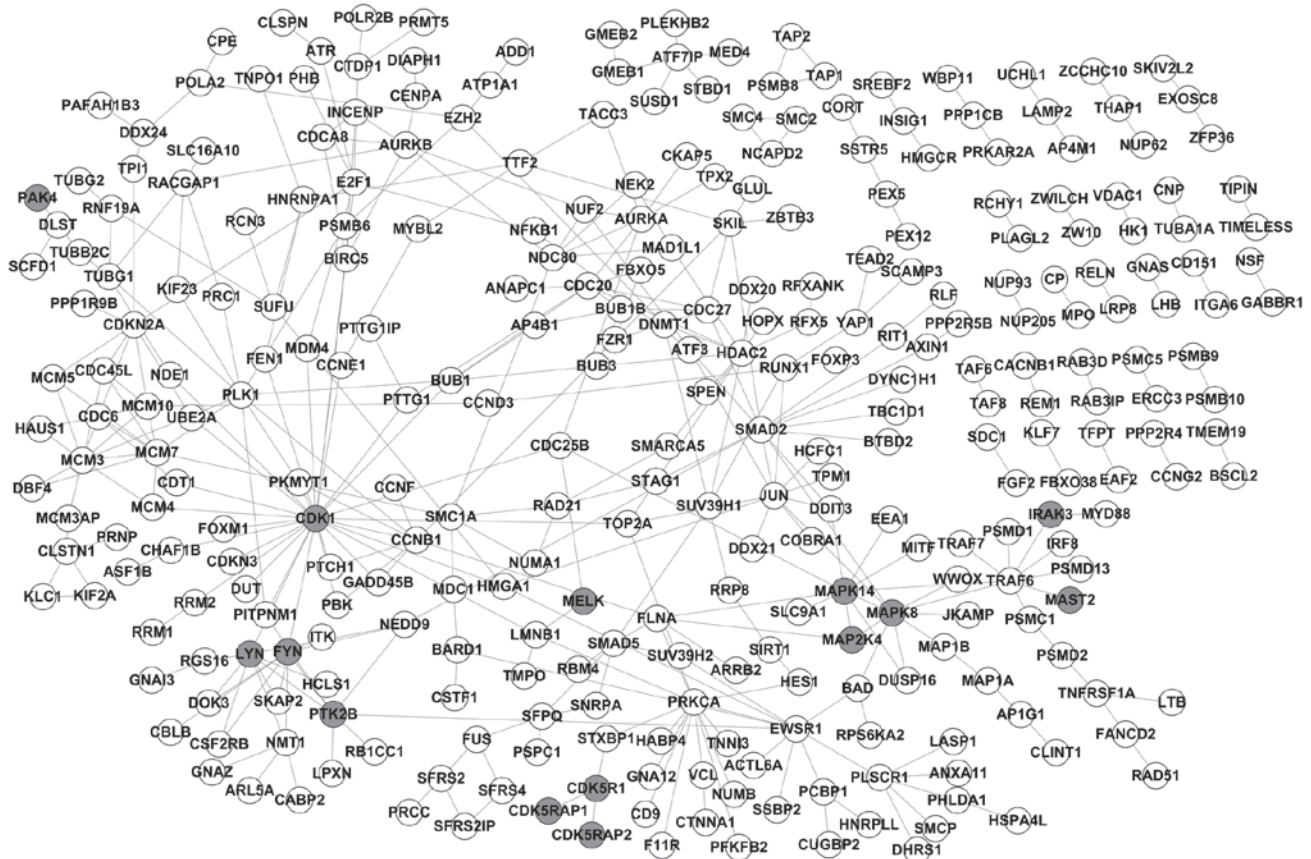 CLSPN
POLR2B
PRMT5
CPE
ATR
CTDP1
DIAPH1
ADD1
POLA2
TNPO1
PHB
CENPA
ATP1A1
PAFAH1B3
INCENP
EZH2
DDX24
CDCA8
AURKB
SLC16A10
TPI1
RACGAP1
TTF2
TACC3
GMEB2
PLEKHB2
ATF7IP
MED4
GMEB1
STBD1
SUSD1
TAP2
PSMB8
TAP1
SREBF2
WBP11
UCHL1
ZCCHC10
SKIV2L2
CORT
SMC4
SMC2
INSIG1
PPP1CB
LAMP2
THAP1
EXOSC8
NCAPD2
SSTR5
HMGCR
PRKAR2A
AP4M1
NUP62
ZFP36
TUBG2
PAK4
RNF19A
DLST
TUBB2C
SCFD1
TUBG1
E2F1
HNRNPA1
RCN3
PSMB6
MYBL2
BIRC5
CKAP5
TPX2
NEK2
GLUL
NUF2
AURKA
SKIL
ZBTB3
NFKB1
NDC80
MAD1L1
FBXO5
PEX5
PEX12
RCHY1
ZWILCH
VDAC1
CNP
TIPIN
PLAGL2
ZW10
HK1
TUBA1A
TIMELESS
PPP1R9B
KIF23
PRC1
SUFU
CDKN2A
PTTG1IP
ANAPC1
CDC20
BUB1B
AP4B1
DNMT1
CDC27
DDX20
RFXANK
HOPX
RFX5
TEAD2
SCAMP3
YAP1
RLF
RIT1
PPP2R5B
AXIN1
NUP93
CP
RELN
GNAS
CD151
NSF
NUP205
MPO
LRP8
LHB
ITGA6
GABBR1
FZR1
ATF3
HDAC2
MCM5
CDC45L
NDE1
FEN1
MDM4
CCNE1
MCM10
PLK1
BUB1
BUB3
RUNX1
FOXP3
DYNC1H1
SPEN
TBC1D1
TAF6
CACNB1
RAB3D
PSMC5
PSMB9
TAF8
REM1
RAB3IP
ERCC3
PSMB10
HAUS1
CDC6
UBE2A
PTTG1
CCND3
SMAD2
BTBD2
SDC1
KLF7
TFPT
PPP2R4
TMEM19
MCM3
MCM7
CDC25B
SMARCA5
HCFC1
FGF2
FBXO38
EAF2
CCNG2
BSCL2
DBF4
CDT1
PKMYT1
CCNF
STAG1
TPM1
MCM4
RAD21
SUV39H1
JUN
DDIT3
MCM3AP
FOXM1
CDK1
SMC1A
TOP2A
EEA1
IRAK3
MYD88
PRNP
CLSTN1
CHAF1B
CDKN3
CCNB1
DDX21
COBRA1
MITF
TRAF7
PSMD1
IRF8
ASF1B
PTCH1
NUMA1
PSMD13
DUT
GADD45B
WWOX
TRAF6
KLC1
KIF2A
RRM2
PBK
MDC1
HMGA1
MELK
RRP8
MAPK14
MAST2
SLC9A1
MAPK8
JKAMP
PSMC1
RRM1
PITPNM1
NEDD9
LMNB1
FLNA
MAP2K4
ITK
SMAD5
LYN
FYN
BARD1
SUV39H2
SIRT1
MAP1B
PSMD2
RGS16
TMPO
RBM4
ARRB2
HES1
BAD
DUSP16
MAP1A
GNAI3
HCLS1
CSTF1
TNFRSF1A
LTB
DOK3
SKAP2
PTK2B
SNRPA
PRKCA
AP1G1
CBLB
SFPQ
EWSR1
RPS6KA2
FANCD2
CSF2RB
NMT1
RB1CC1
FUS
PSPC1
STXBP1
HABP4
TNNI3
CLINT1
LASP1
GNAZ
LPXN
ACTL6A
RAD51
ARL5A
CABP2
SFRS2
GNA12
VCL
PLSCR1
ANXA11
SFRS4
CDK5R1
NUMB
SSBP2
PCBP1
PHLDA1
PRCC
CDK5RAP1
CD9
HNRPLL
HSPA4L
SFRS2IP
CTNNA1
SMCP
CDK5RAP2
F11R
PFKFB2
CUGBP2
DHRS1